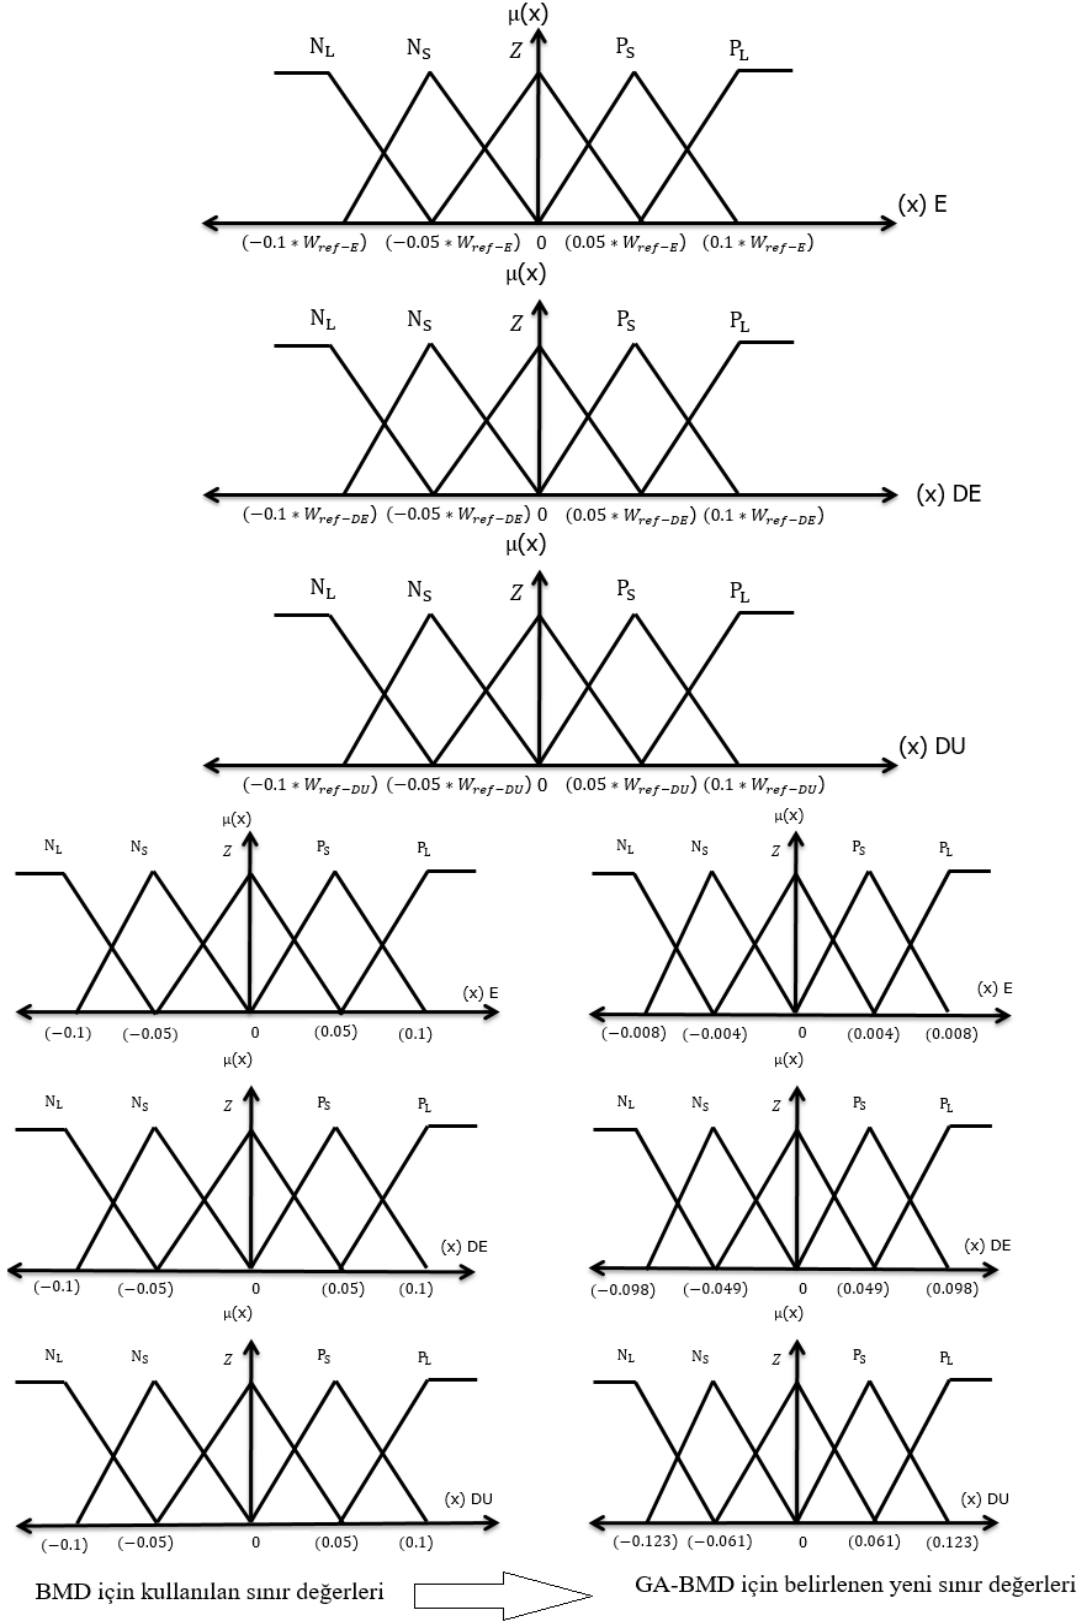 μ(x)
N_L N_S Z P_S P_L
(x) E
(−0.1 * W_ref−E) (−0.05 * W_ref−E) 0 (0.05 * W_ref−E) (0.1 * W_ref−E)
μ(x)
N_L N_S Z P_S P_L
(x) DE
(−0.1 * W_ref−DE) (−0.05 * W_ref−DE) 0 (0.05 * W_ref−DE) (0.1 * W_ref−DE)
μ(x)
N_L N_S Z P_S P_L
(x) DU
(−0.1 * W_ref−DU) (−0.05 * W_ref−DU) 0 (0.05 * W_ref−DU) (0.1 * W_ref−DU)
μ(x)
N_L N_S Z P_S P_L
(x) E
(−0.1) (−0.05) 0 (0.05) (0.1)
μ(x)
N_L N_S Z P_S P_L
(x) DE
(−0.1) (−0.05) 0 (0.05) (0.1)
μ(x)
N_L N_S Z P_S P_L
(x) DU
(−0.1) (−0.05) 0 (0.05) (0.1)
BMD için kullanılan sınır değerleri
μ(x)
N_L N_S Z P_S P_L
(x) E
(−0.008) (−0.004) 0 (0.004) (0.008)
μ(x)
N_L N_S Z P_S P_L
(x) DE
(−0.098) (−0.049) 0 (0.049) (0.098)
μ(x)
N_L N_S Z P_S P_L
(x) DU
(−0.123) (−0.061) 0 (0.061) (0.123)
GA-BMD için belirlenen yeni sınır değerleri